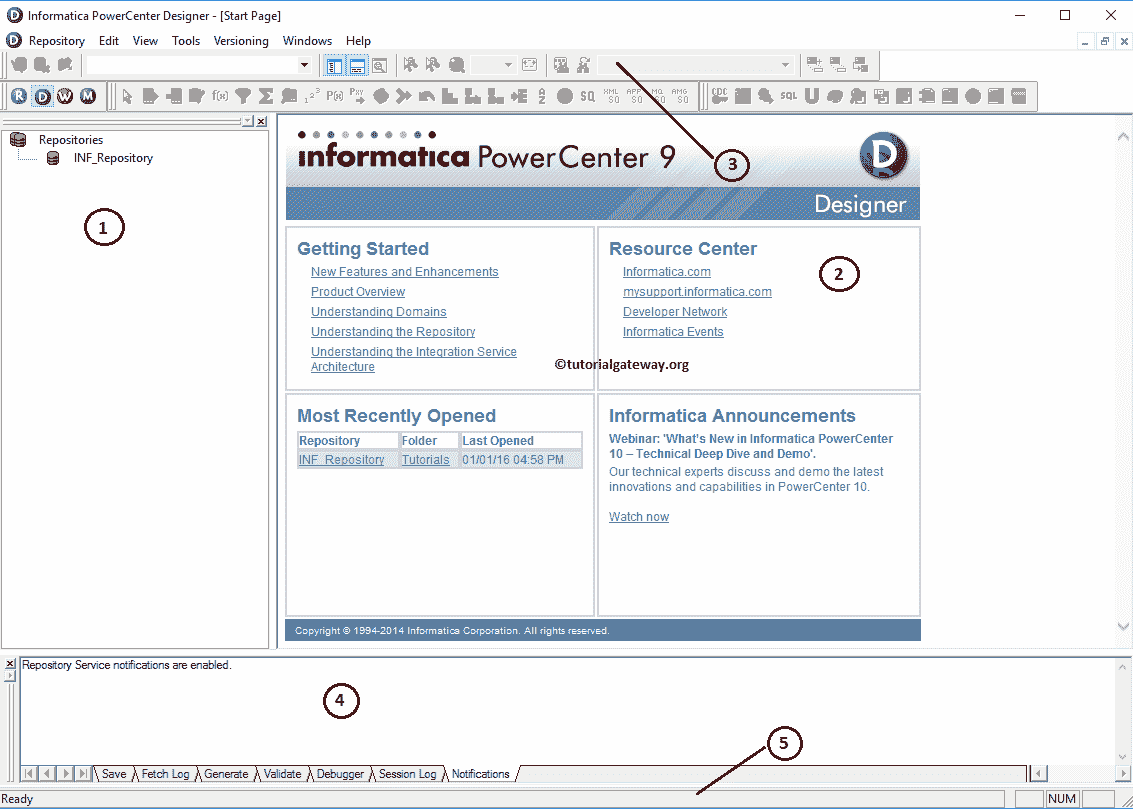 Informatica PowerCenter Designer - [Start Page]
Repository Edit View Tools Versioning Windows Help
Repositories
INF_Repository
1
informatica PowerCenter 9
3
Designer
Getting Started
New Features and Enhancements
Product Overview
Understanding Domains
Understanding the Repository
Understanding the Integration Service
Architecture
Resource Center
2
Informatica.com
mysupport.informatica.com
Developer Network
Informatica Events
©tutorialgateway.org
Most Recently Opened
Repository Folder Last Opened
INF_Repository Tutorials 01/01/16 04:58 PM
Informatica Announcements
Webinar: 'What's New in Informatica PowerCenter
10 – Technical Deep Dive and Demo'.
Our technical experts discuss and demo the latest
innovations and capabilities in PowerCenter 10.
Watch now
Copyright © 1994-2014 Informatica Corporation. All rights reserved.
Repository Service notifications are enabled.
4
5
Save Fetch Log Generate Validate Debugger Session Log Notifications
Ready NUM